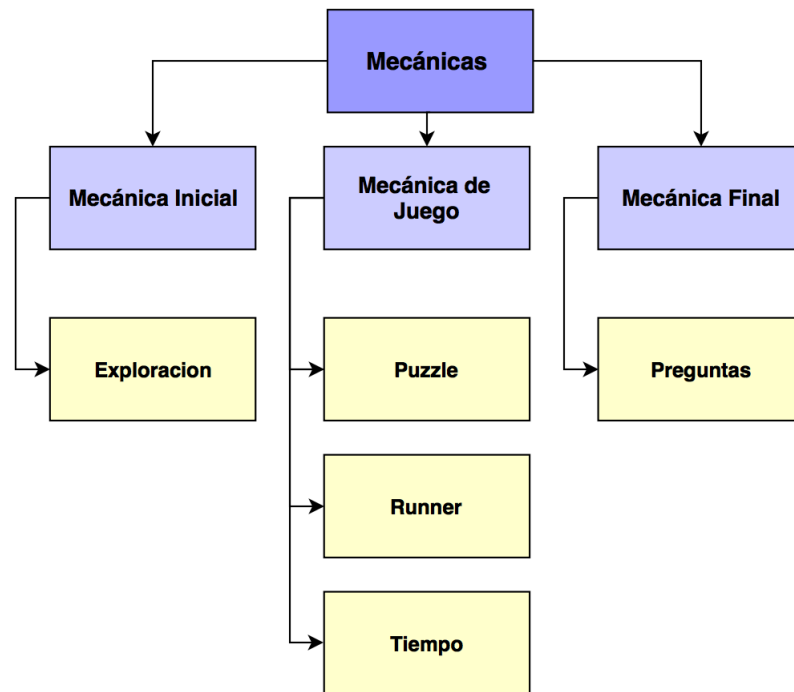 Mecánicas
Mecánica Inicial
Mecánica de
Juego
Mecánica Final
Exploracion
Puzzle
Preguntas
Runner
Tiempo